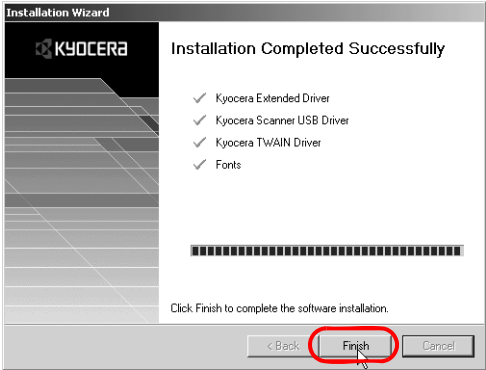 Installation Wizard
KYOCERA
Installation Completed Successfully
Kyocera Extended Driver
Kyocera Scanner USB Driver
Kyocera TWAIN Driver
Fonts
Click Finish to complete the software installation.
< Back
Finish
Cancel